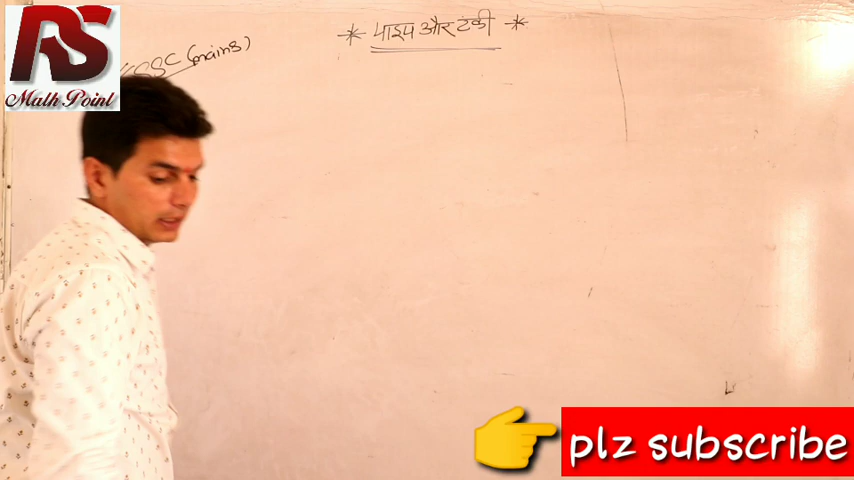 RS
Math Point
SSC (mains)
* पाइप और टंकी *
plz subscribe